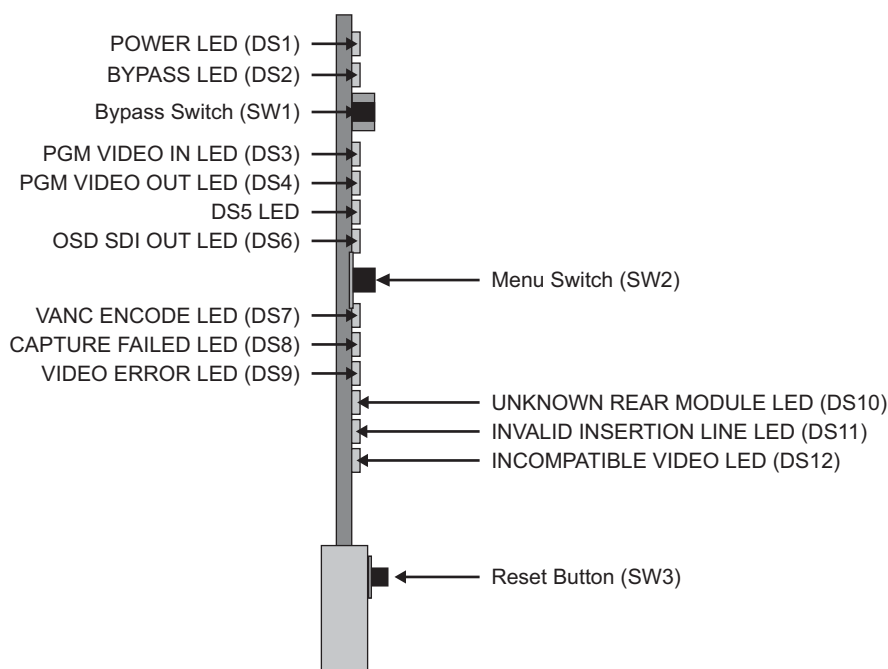 POWER LED (DS1)
BYPASS LED (DS2)
Bypass Switch (SW1)
PGM VIDEO IN LED (DS3)
PGM VIDEO OUT LED (DS4)
DS5 LED
OSD SDI OUT LED (DS6)
Menu Switch (SW2)
VANC ENCODE LED (DS7)
CAPTURE FAILED LED (DS8)
VIDEO ERROR LED (DS9)
UNKNOWN REAR MODULE LED (DS10)
INVALID INSERTION LINE LED (DS11)
INCOMPATIBLE VIDEO LED (DS12)
Reset Button (SW3)